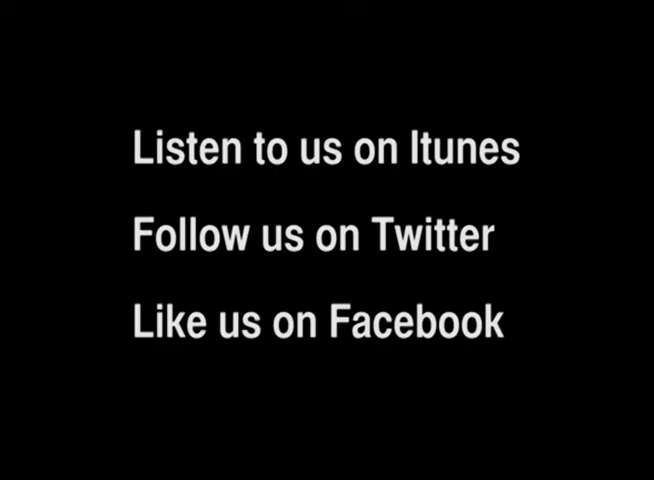 Listen to us on Itunes
Follow us on Twitter
Like us on Facebook